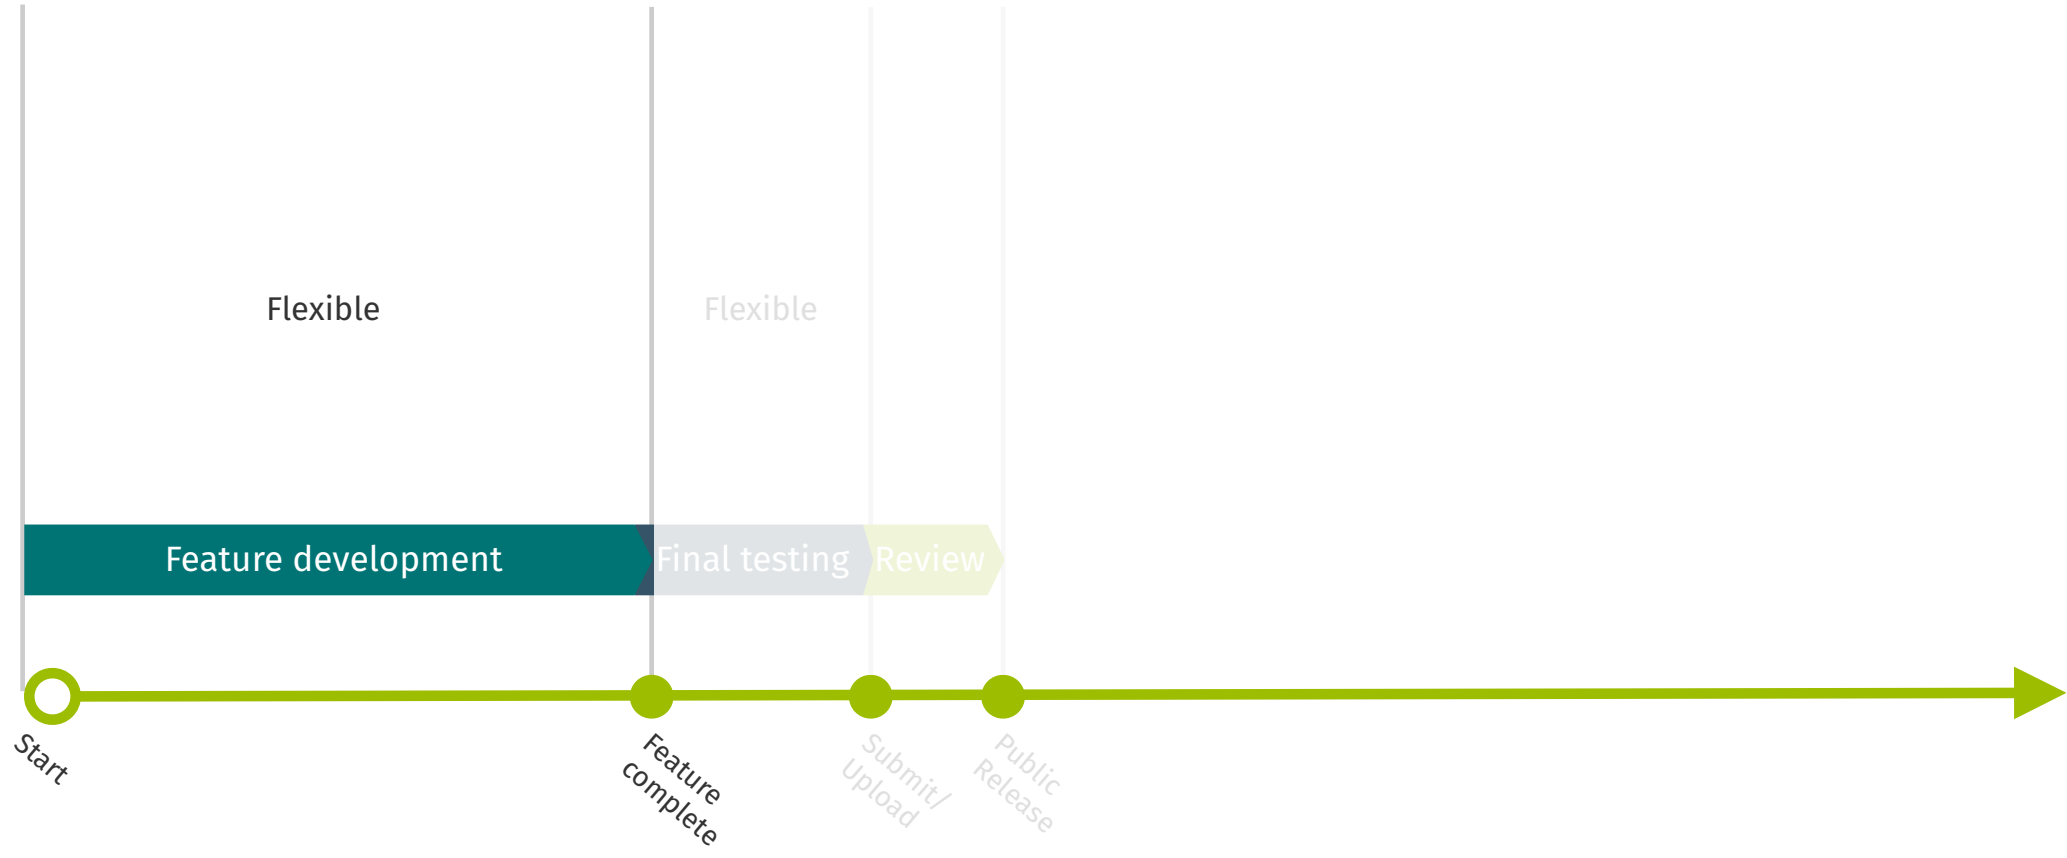 Flexible
Flexible
Feature development
Final testing
Review
Start
Feature
complete
Submit/
Upload
Public
Release